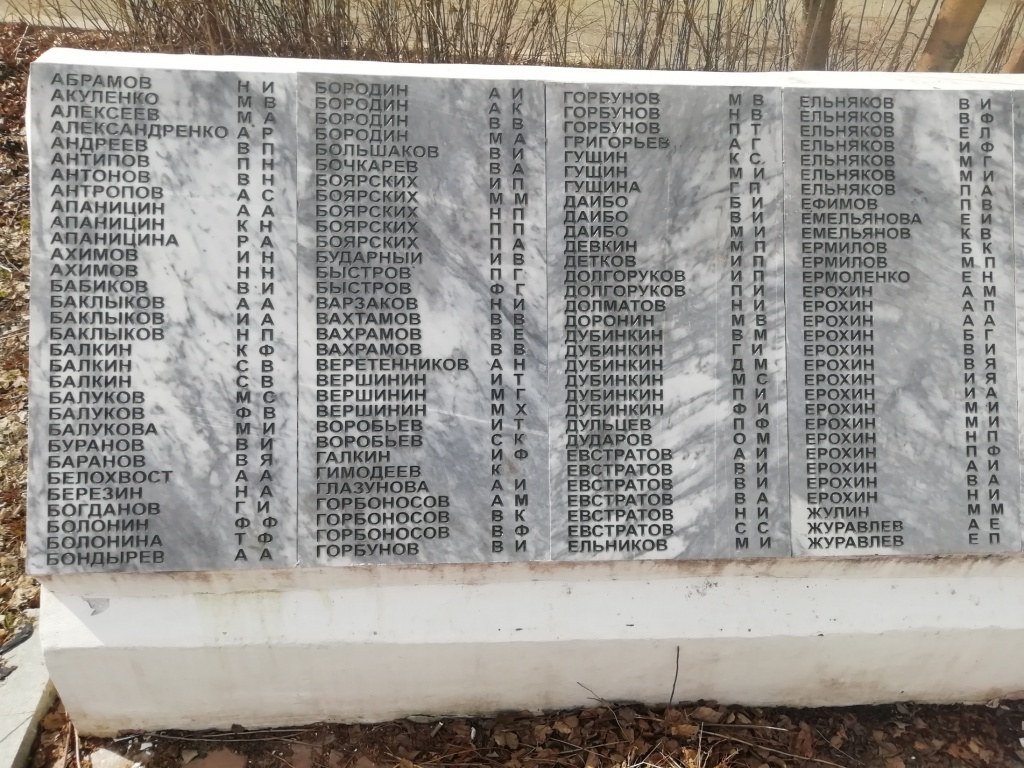 АБРАМОВ Н И
АКУЛЕНКО М В
АЛЕКСЕЕВ М А
АЛЕКСАНДРЕНКО А Р
АНДРЕЕВ В П
АНТИПОВ П Н
АНТОНОВ В Н
АНТРОПОВ А С
АПАНИЦИН А А
АПАНИЦИН К Н
АПАНИЦИНА Р А
АХИМОВ И Н
АХИМОВ Н Н
БАБИКОВ В И
БАКЛЫКОВ А А
БАКЛЫКОВ И А
БАКЛЫКОВ Н П
БАЛКИН К Ф
БАЛКИН С В
БАЛКИН С В
БАЛУКОВ М С
БАЛУКОВ Ф В
БАЛУКОВА М В
БУРАНОВ В И
БАРАНОВ В Я
БЕЛОХВОСТ А А
БЕРЕЗИН Н А
БОГДАНОВ Г И
БОЛОНИН Ф Ф
БОЛОНИНА Т Ф
БОНДЫРЕВ А А
БОРОДИН А И
БОРОДИН А К
БОРОДИН В В
БОРОДИН М А
БОЛЬШАКОВ В И
БОЧКАРЕВ В А
БОЯРСКИХ И П
БОЯРСКИХ М М
БОЯРСКИХ Н П
БОЯРСКИХ П П
БОЯРСКИХ П А
БУДАРНЫЙ И В
БЫСТРОВ П Г
БЫСТРОВ Ф Г
ВАРЗАКОВ Н И
ВАХТАМОВ Н В
ВАХРАМОВ В Е
ВАХРАМОВ В В
ВЕРЕТЕННИКОВ А Н
ВЕРШИНИН И Т
ВЕРШИНИН М Г
ВЕРШИНИН М Х
ВОРОБЬЕВ И Т
ВОРОБЬЕВ С К
ГАЛКИН И Ф
ГИМОДЕЕВ К
ГЛАЗУНОВА А И
ГОРБОНОСОВ А М
ГОРБОНОСОВ В К
ГОРБОНОСОВ В Ф
ГОРБУНОВ В И
ГОРБУНОВ М В
ГОРБУНОВ Н В
ГОРБУНОВ П Т
ГРИГОРЬЕВ А Г
ГУЩИН К С
ГУЩИН М И
ГУЩИНА Г П
ДАИБО Б И
ДАИБО В И
ДАИБО М И
ДЕВКИН М П
ДЕТКОВ И П
ДОЛГОРУКОВ И П
ДОЛГОРУКОВ П И
ДОЛМАТОВ Н И
ДОРОНИН М В
ДУБИНКИН В М
ДУБИНКИН Г И
ДУБИНКИН Д М
ДУБИНКИН М С
ДУБИНКИН П И
ДУБИНКИН Ф И
ДУЛЬЦЕВ П Ф
ДУДАРОВ О М
ЕВСТРАТОВ А И
ЕВСТРАТОВ В И
ЕВСТРАТОВ В И
ЕВСТРАТОВ В А
ЕВСТРАТОВ Н И
ЕВСТРАТОВ С С
ЕЛЬНИКОВ М И
ЕЛЬНЯКОВ В И
ЕЛЬНЯКОВ В Ф
ЕЛЬНЯКОВ Е Л
ЕЛЬНЯКОВ И Ф
ЕЛЬНЯКОВ М Г
ЕЛЬНЯКОВ М И
ЕЛЬНЯКОВ П А
ЕФИМОВ П В
ЕМЕЛЬЯНОВА Е И
ЕМЕЛЬЯНОВ К В
ЕРМИЛОВ Б К
ЕРМИЛОВ М П
ЕРМОЛЕНКО Е Н
ЕРОХИН А М
ЕРОХИН А П
ЕРОХИН А А
ЕРОХИН Б Г
ЕРОХИН В И
ЕРОХИН В Я
ЕРОХИН И Я
ЕРОХИН И А
ЕРОХИН М И
ЕРОХИН М И
ЕРОХИН Н П
ЕРОХИН П Ф
ЕРОХИН А И
ЕРОХИН В А
ЕРОХИН В И
ЖУЛИН Н М
ЖУРАВЛЕВ А Е
ЖУРАВЛЕВ Е П